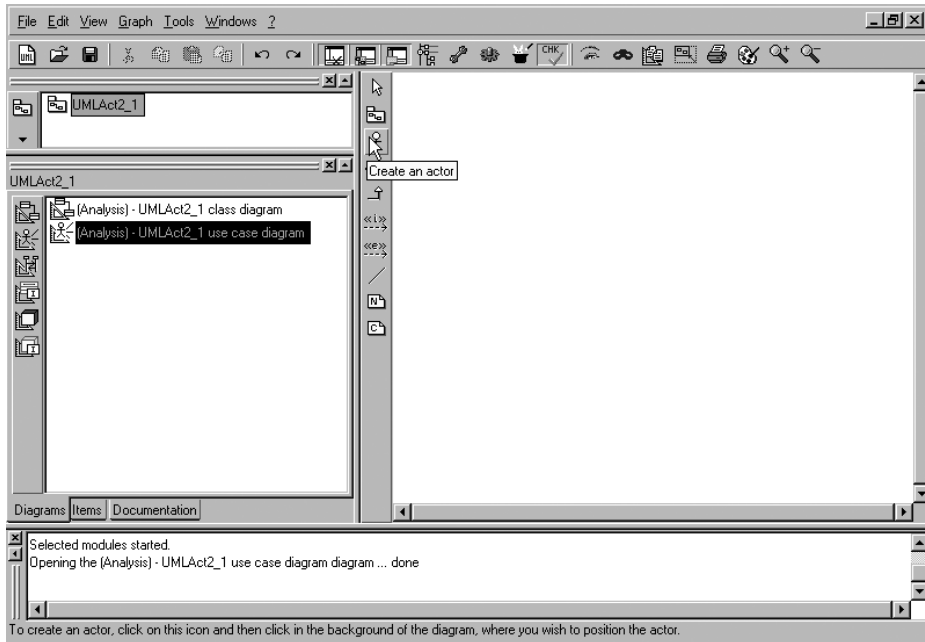 File Edit View Graph Tools Windows ?
UML
CHK
UMLAct2_1
Create an actor
UMLAct2_1
(Analysis) - UMLAct2_1 class diagram
(Analysis) - UMLAct2_1 use case diagram
«i»
«e»
N
C
Diagrams Items Documentation
Selected modules started.
Opening the (Analysis) - UMLAct2_1 use case diagram diagram ... done
To create an actor, click on this icon and then click in the background of the diagram, where you wish to position the actor.